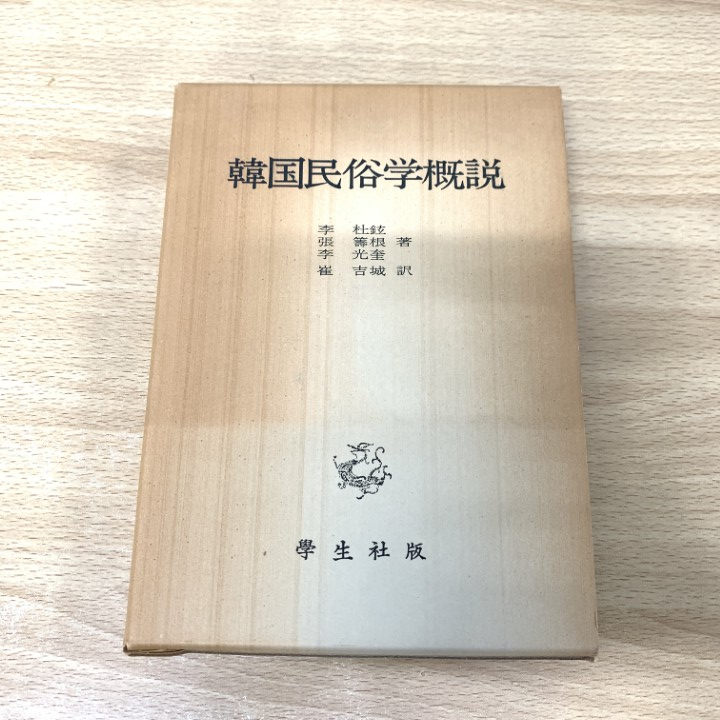 韓国民俗学概説
李 杜鉉
張 籌根 著
李 光奎
崔 吉城 訳
學生社版